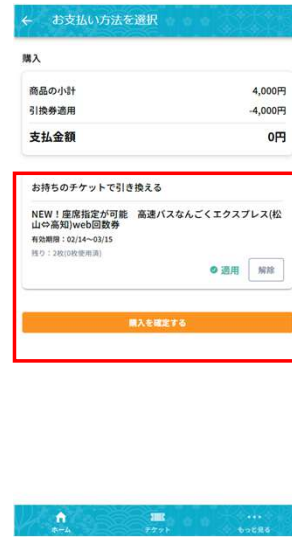 ← お支払い方法を選択
購入
商品の小計 4,000円
引換券適用 -4,000円
支払金額 0円
お持ちのチケットで引き換える
NEW！座席指定が可能　高速バスなんごくエクスプレス(松
山⇔高知)web回数券
有効期限：02/14～03/15
残り：2枚(0枚使用済)
適用 解除
購入を確定する
ホーム チケット もっと見る